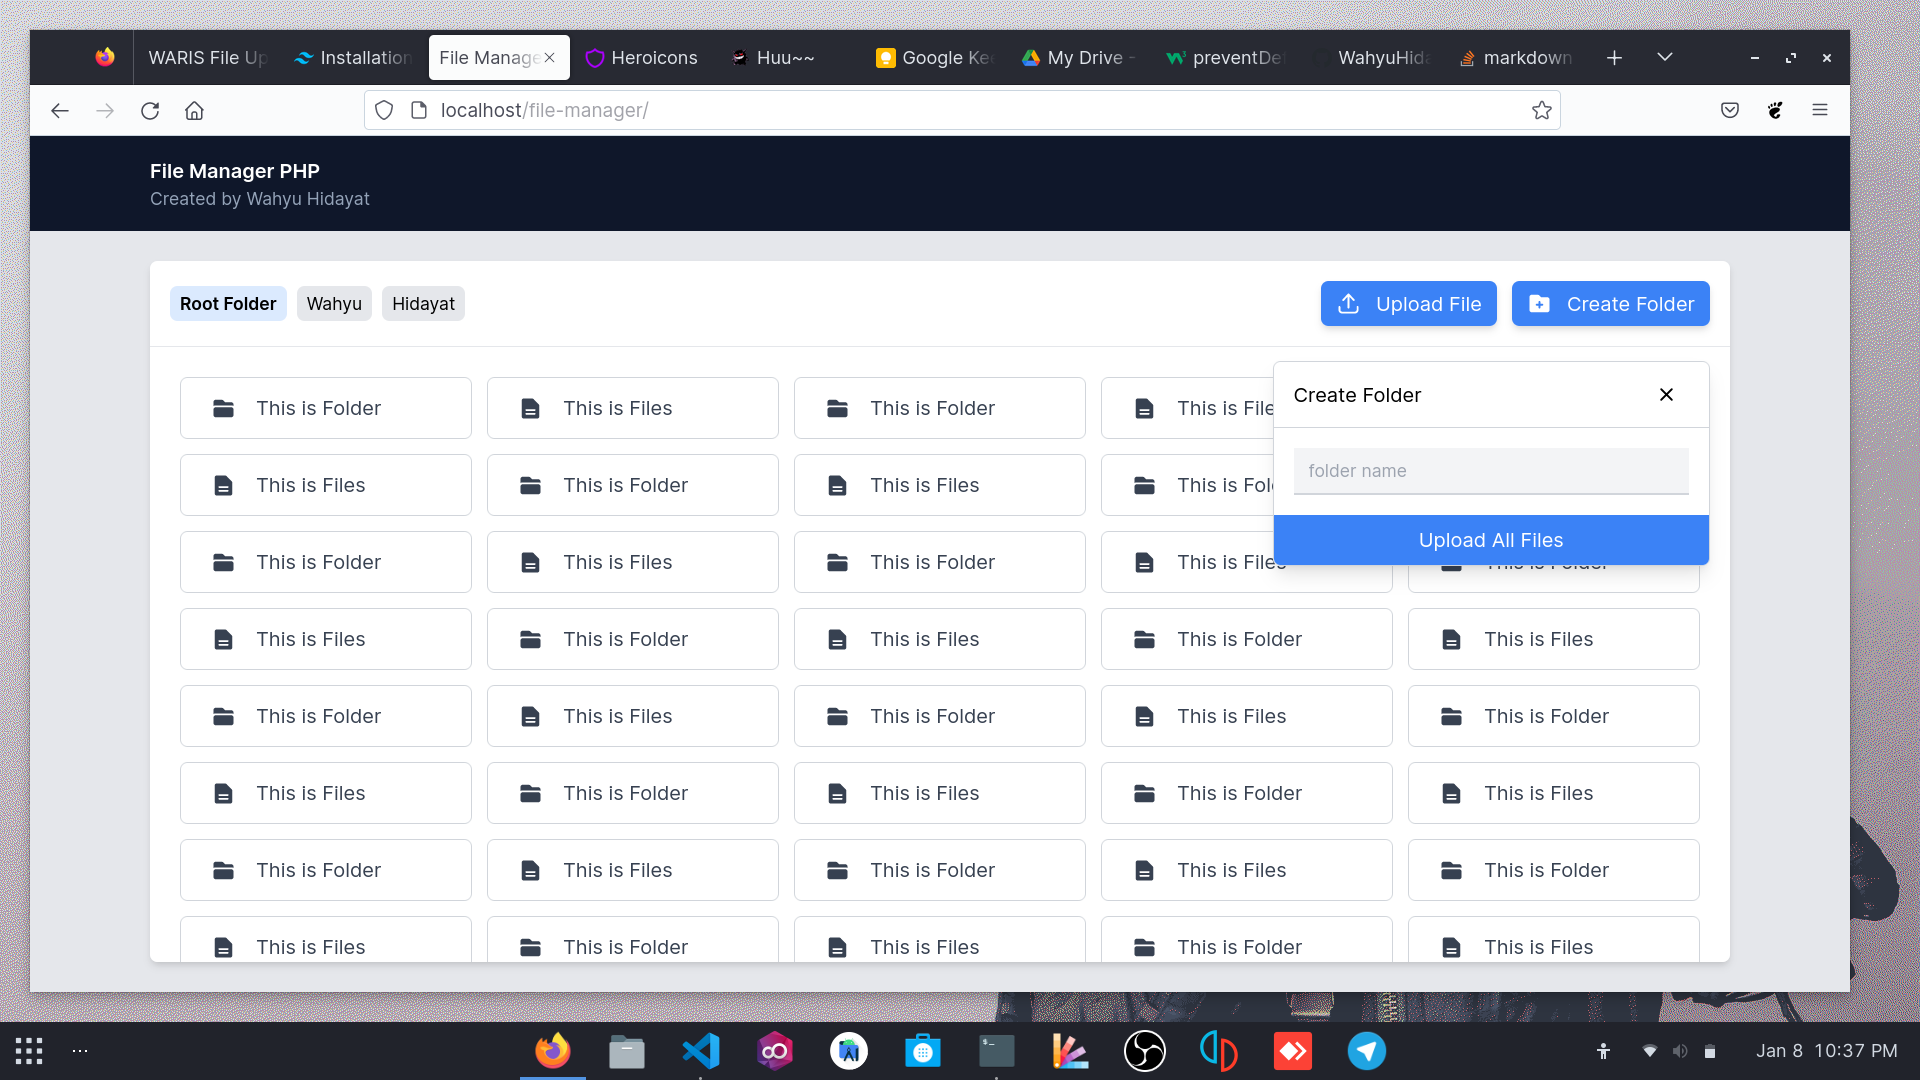 WARIS File Up
Installation
File Manage
Heroicons
Huu~~
Google Kee
My Drive -
preventDe
WahyuHida
markdown
localhost/file-manager/
File Manager PHP
Created by Wahyu Hidayat
Root Folder
Wahyu
Hidayat
Upload File
Create Folder
This is Folder
This is Files
This is Folder
This is File
Create Folder
folder name
Upload All Files
This is Files
This is Folder
This is Files
This is Fol
This is Folder
This is Files
This is Folder
This is Files
This is Folder
This is Files
This is Folder
This is Files
This is Folder
This is Files
This is Folder
This is Files
This is Folder
This is Files
This is Folder
This is Files
This is Folder
This is Files
This is Folder
This is Files
This is Folder
This is Files
This is Folder
This is Files
This is Folder
This is Files
This is Folder
This is Files
This is Folder
This is Files
Jan 8 10:37 PM